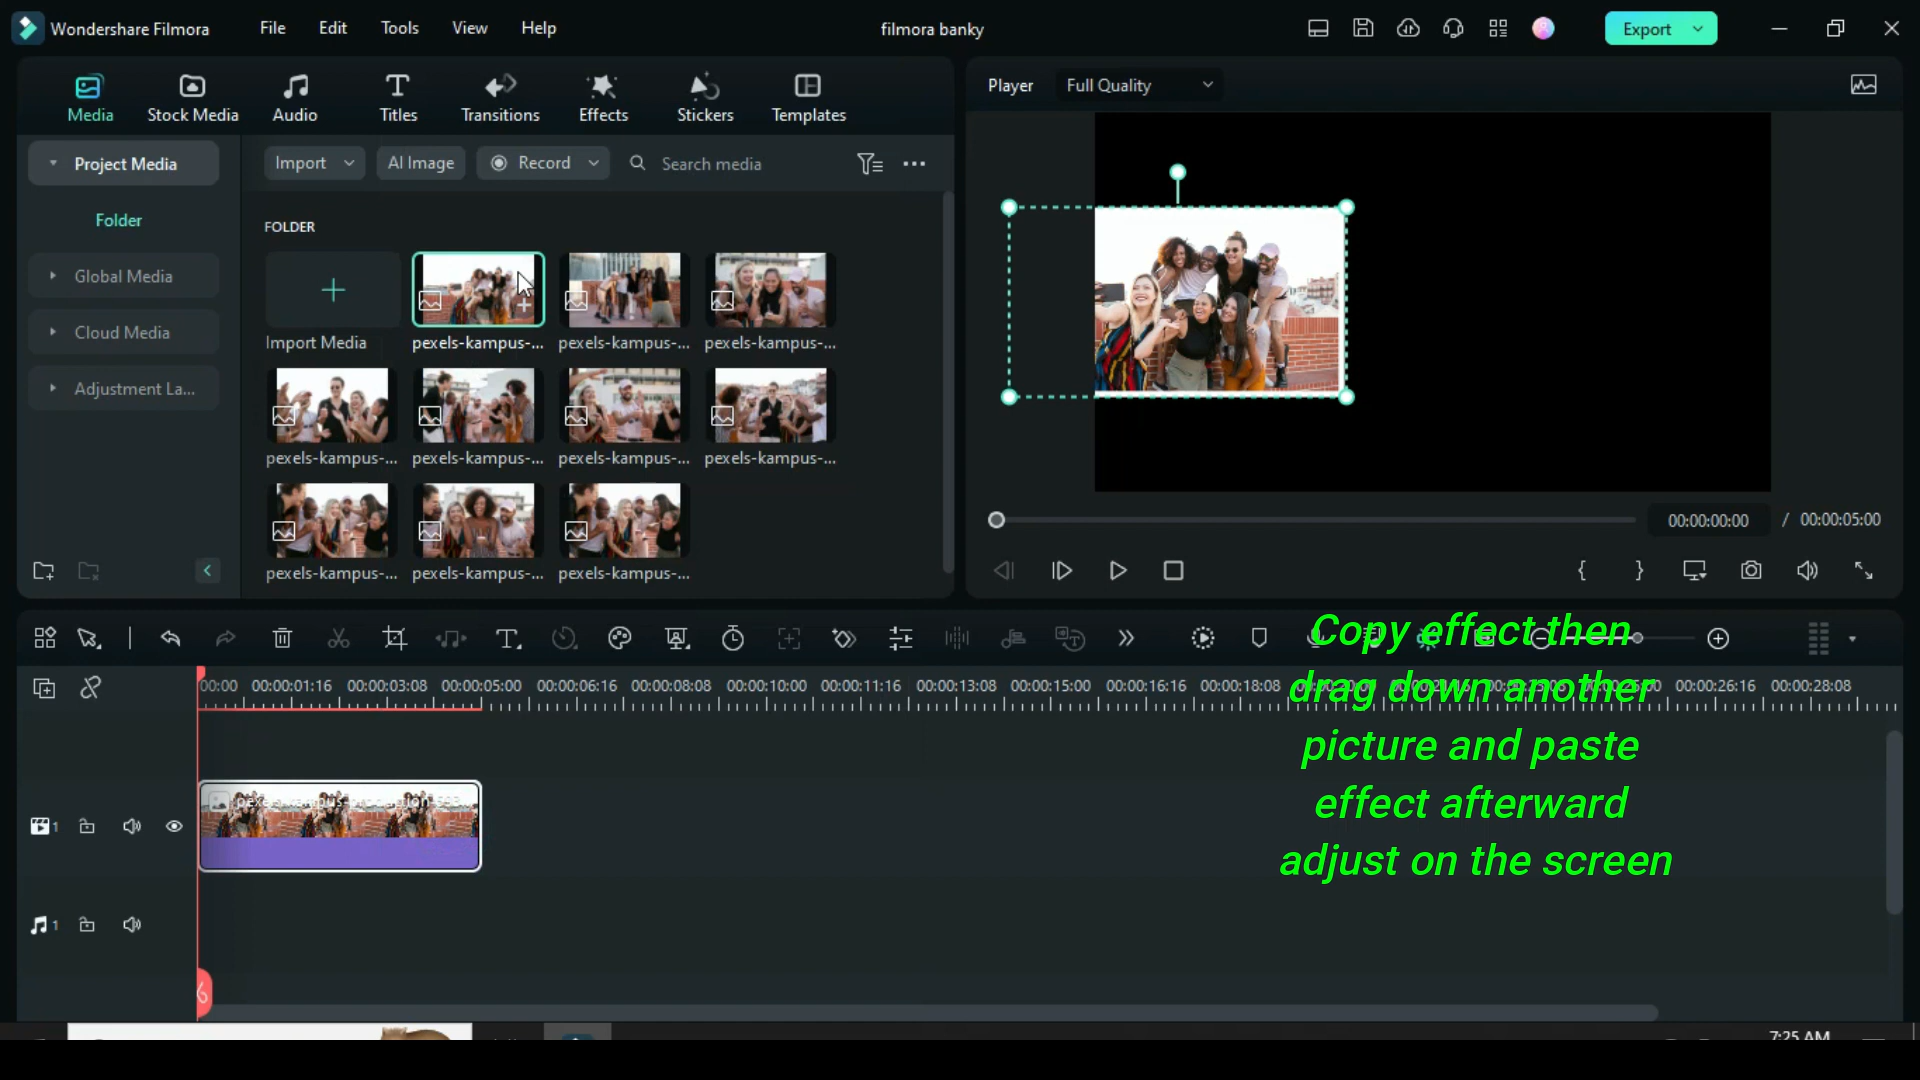 Wondershare Filmora
File
Edit
Tools
View
Help
filmora banky
Export
Media
Stock Media
Audio
Titles
Transitions
Effects
Stickers
Templates
Player
Full Quality
Project Media
Import
AI Image
Record
Search media
Folder
FOLDER
Global Media
Cloud Media
Adjustment La...
Import Media
pexels-kampus-...
pexels-kampus-...
pexels-kampus-...
pexels-kampus-...
pexels-kampus-...
pexels-kampus-...
pexels-kampus-...
pexels-kampus-...
pexels-kampus-...
pexels-kampus-...
00:00:00:00 / 00:00:05:00
Copy effect then
drag down another
picture and paste
effect afterward
adjust on the screen
00:00 00:00:01:16 00:00:03:08 00:00:05:00 00:00:06:16 00:00:08:08 00:00:10:00 00:00:11:16 00:00:13:08 00:00:15:00 00:00:16:16 00:00:18:08 00:00:26:16 00:00:28:08
1
1
7:25 AM